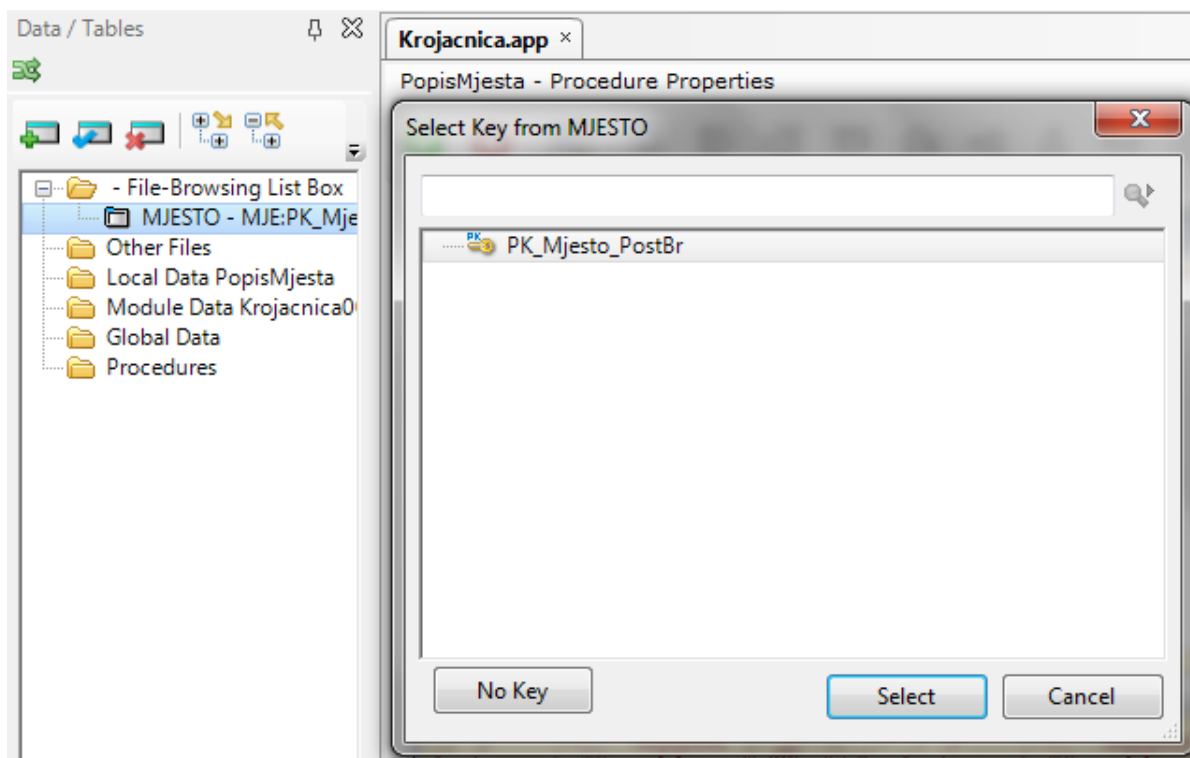 Data / Tables
- File-Browsing List Box
MJESTO - MJE:PK_Mje
Other Files
Local Data PopisMjesta
Module Data Krojacnica0
Global Data
Procedures
Krojacnica.app ×
PopisMjesta - Procedure Properties
Select Key from MJESTO
PK PK_Mjesto_PostBr
No Key
Select
Cancel